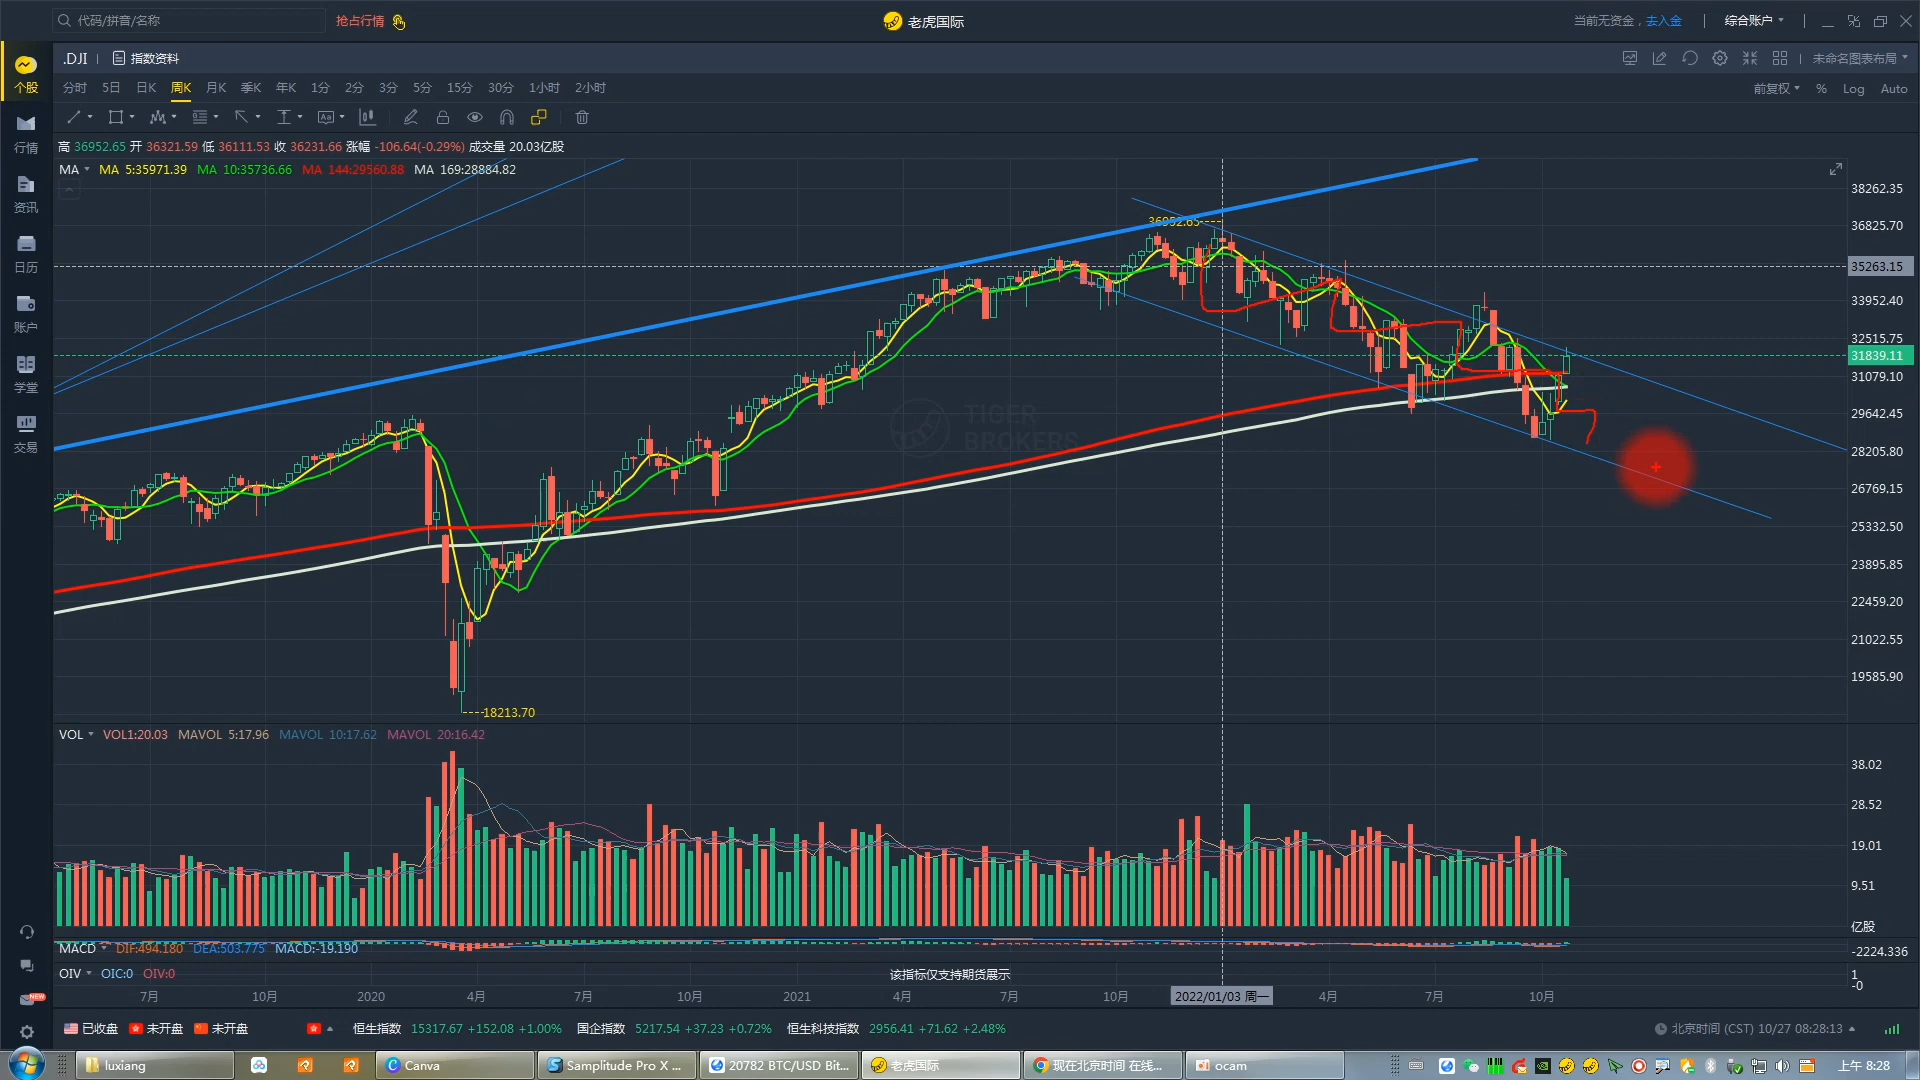 代码/拼音/名称
抢占行情
老虎国际
当前无资金，去入金
综合账户
个股
行情
资讯
日历
账户
学堂
交易
.DJI
指数资料
未命名图表布局
分时 5日 日K 周K 月K 季K 年K 1分 2分 3分 5分 15分 30分 1小时 2小时
前复权 % Log Auto
高 36952.65 开 36321.59 低 36111.53 收 36231.66 涨幅 -106.64(-0.29%) 成交量 20.03亿股
MA MA 5:35971.39 MA 10:35736.66 MA 144:29560.88 MA 169:28884.82
36952.65
38262.35
36825.70
35263.15
33952.40
32515.75
31839.11
31079.10
29642.45
28205.80
26769.15
25332.50
23895.85
22459.20
21022.55
19585.90
TIGER
BROKERS
18213.70
VOL VOL1:20.03 MAVOL 5:17.96 MAVOL 10:17.62 MAVOL 20:16.42
38.02
28.52
19.01
9.51
亿股
MACD DIF:494.180 DEA:503.775 MACD:-19.190
-2224.336
OIV OIC:0 OIV:0
该指标仅支持期货展示
1
-0
7月 10月 2020 4月 7月 10月 2021 4月 7月 10月 2022/01/03 周一 4月 7月 10月
NEW
已收盘 未开盘 未开盘
恒生指数 15317.67 +152.08 +1.00% 国企指数 5217.54 +37.23 +0.72% 恒生科技指数 2956.41 +71.62 +2.48%
北京时间 (CST) 10/27 08:28:13
luxiang
Canva
Samplitude Pro X ...
20782 BTC/USD Bit...
老虎国际
现在北京时间 在线...
ocam
上午 8:28